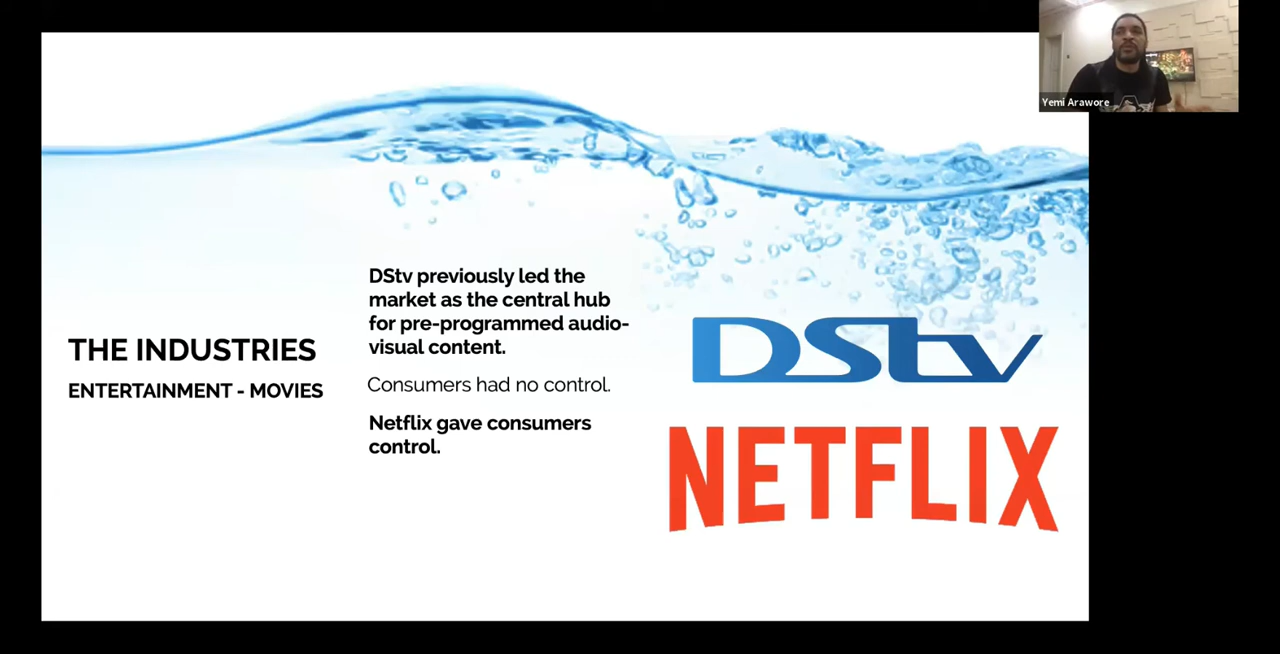 Yemi Arawore
THE INDUSTRIES
ENTERTAINMENT - MOVIES
DStv previously led the
market as the central hub
for pre-programmed audio-
visual content.
Consumers had no control.
Netflix gave consumers
control.
DStv
NETFLIX